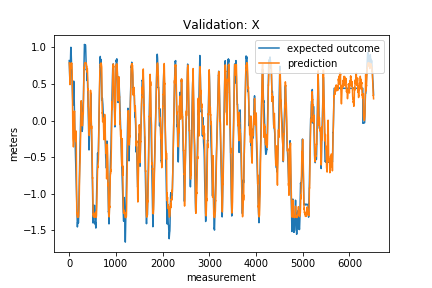 Validation: X
expected outcome
prediction
1.0
0.5
0.0
−0.5
−1.0
−1.5
meters
0 1000 2000 3000 4000 5000 6000
measurement